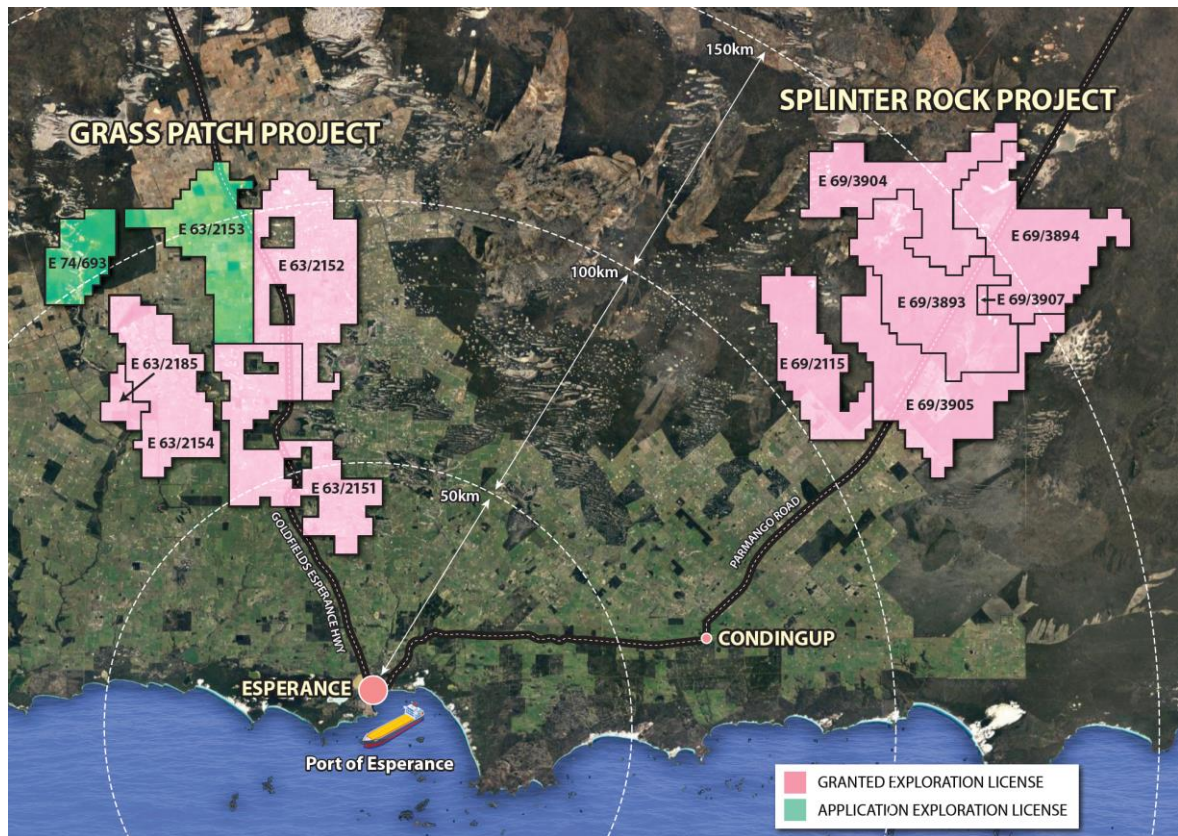 150km
SPLINTER ROCK PROJECT
GRASS PATCH PROJECT
E 69/3904
E 63/2153
E 69/3894
E 74/693
E 63/2152
100km
E 69/3893
E 69/3907
E 63/2185
E 69/2115
E 69/3905
E 63/2154
E 63/2151
50km
GOLDFIELDS ESPERANCE HWY
PARMANGO ROAD
CONDINGUP
ESPERANCE
Port of Esperance
GRANTED EXPLORATION LICENSE
APPLICATION EXPLORATION LICENSE